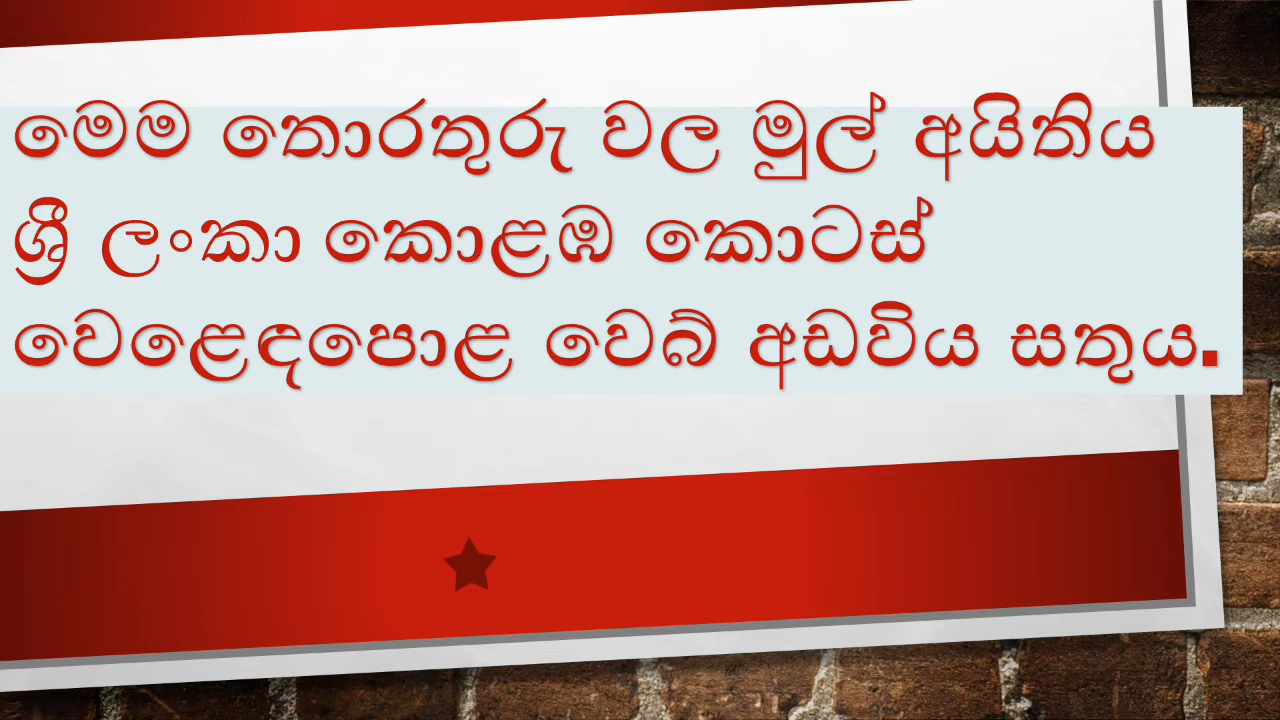 මෙම තොරතුරු වල මුල් අයිතිය
ශ්‍රී ලංකා කොළඹ කොටස්
වෙළෙඳපොළ වෙබ් අඩවිය සතුය.